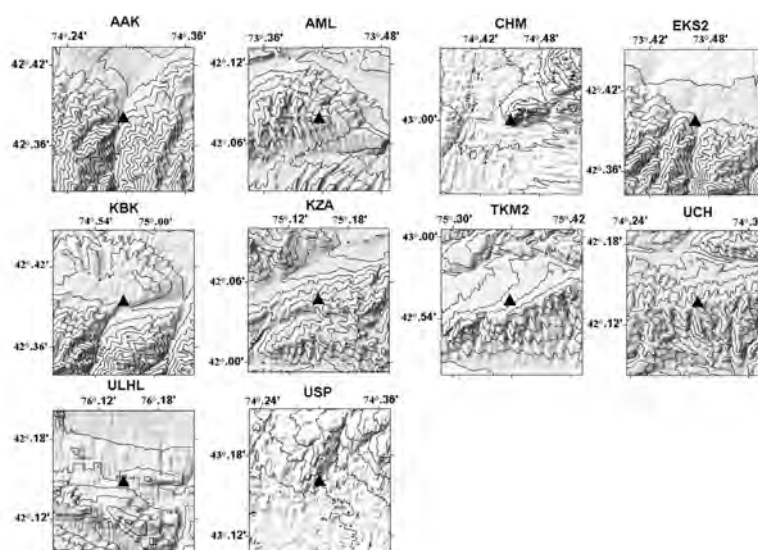 AAK
74°.24' 74°.36'
42°.42'
42°.36'
AML
73°.36' 73°.48'
42°.12'
42°.06'
CHM
74°.42' 74°.48'
43°.00'
EKS2
73°.42' 73°.48'
42°.42'
42°.36'
KBK
74°.54' 75°.00'
42°.42'
42°.36'
KZA
75°.12' 75°.18'
42°.06'
42°.00'
TKM2
75°.30' 75°.42'
43°.00'
42°.54'
UCH
74°.24'
42°.18'
42°.12'
ULHL
76°.12' 76°.18'
42°.18'
42°.12'
USP
74°.24' 74°.36'
43°.18'
43°.12'